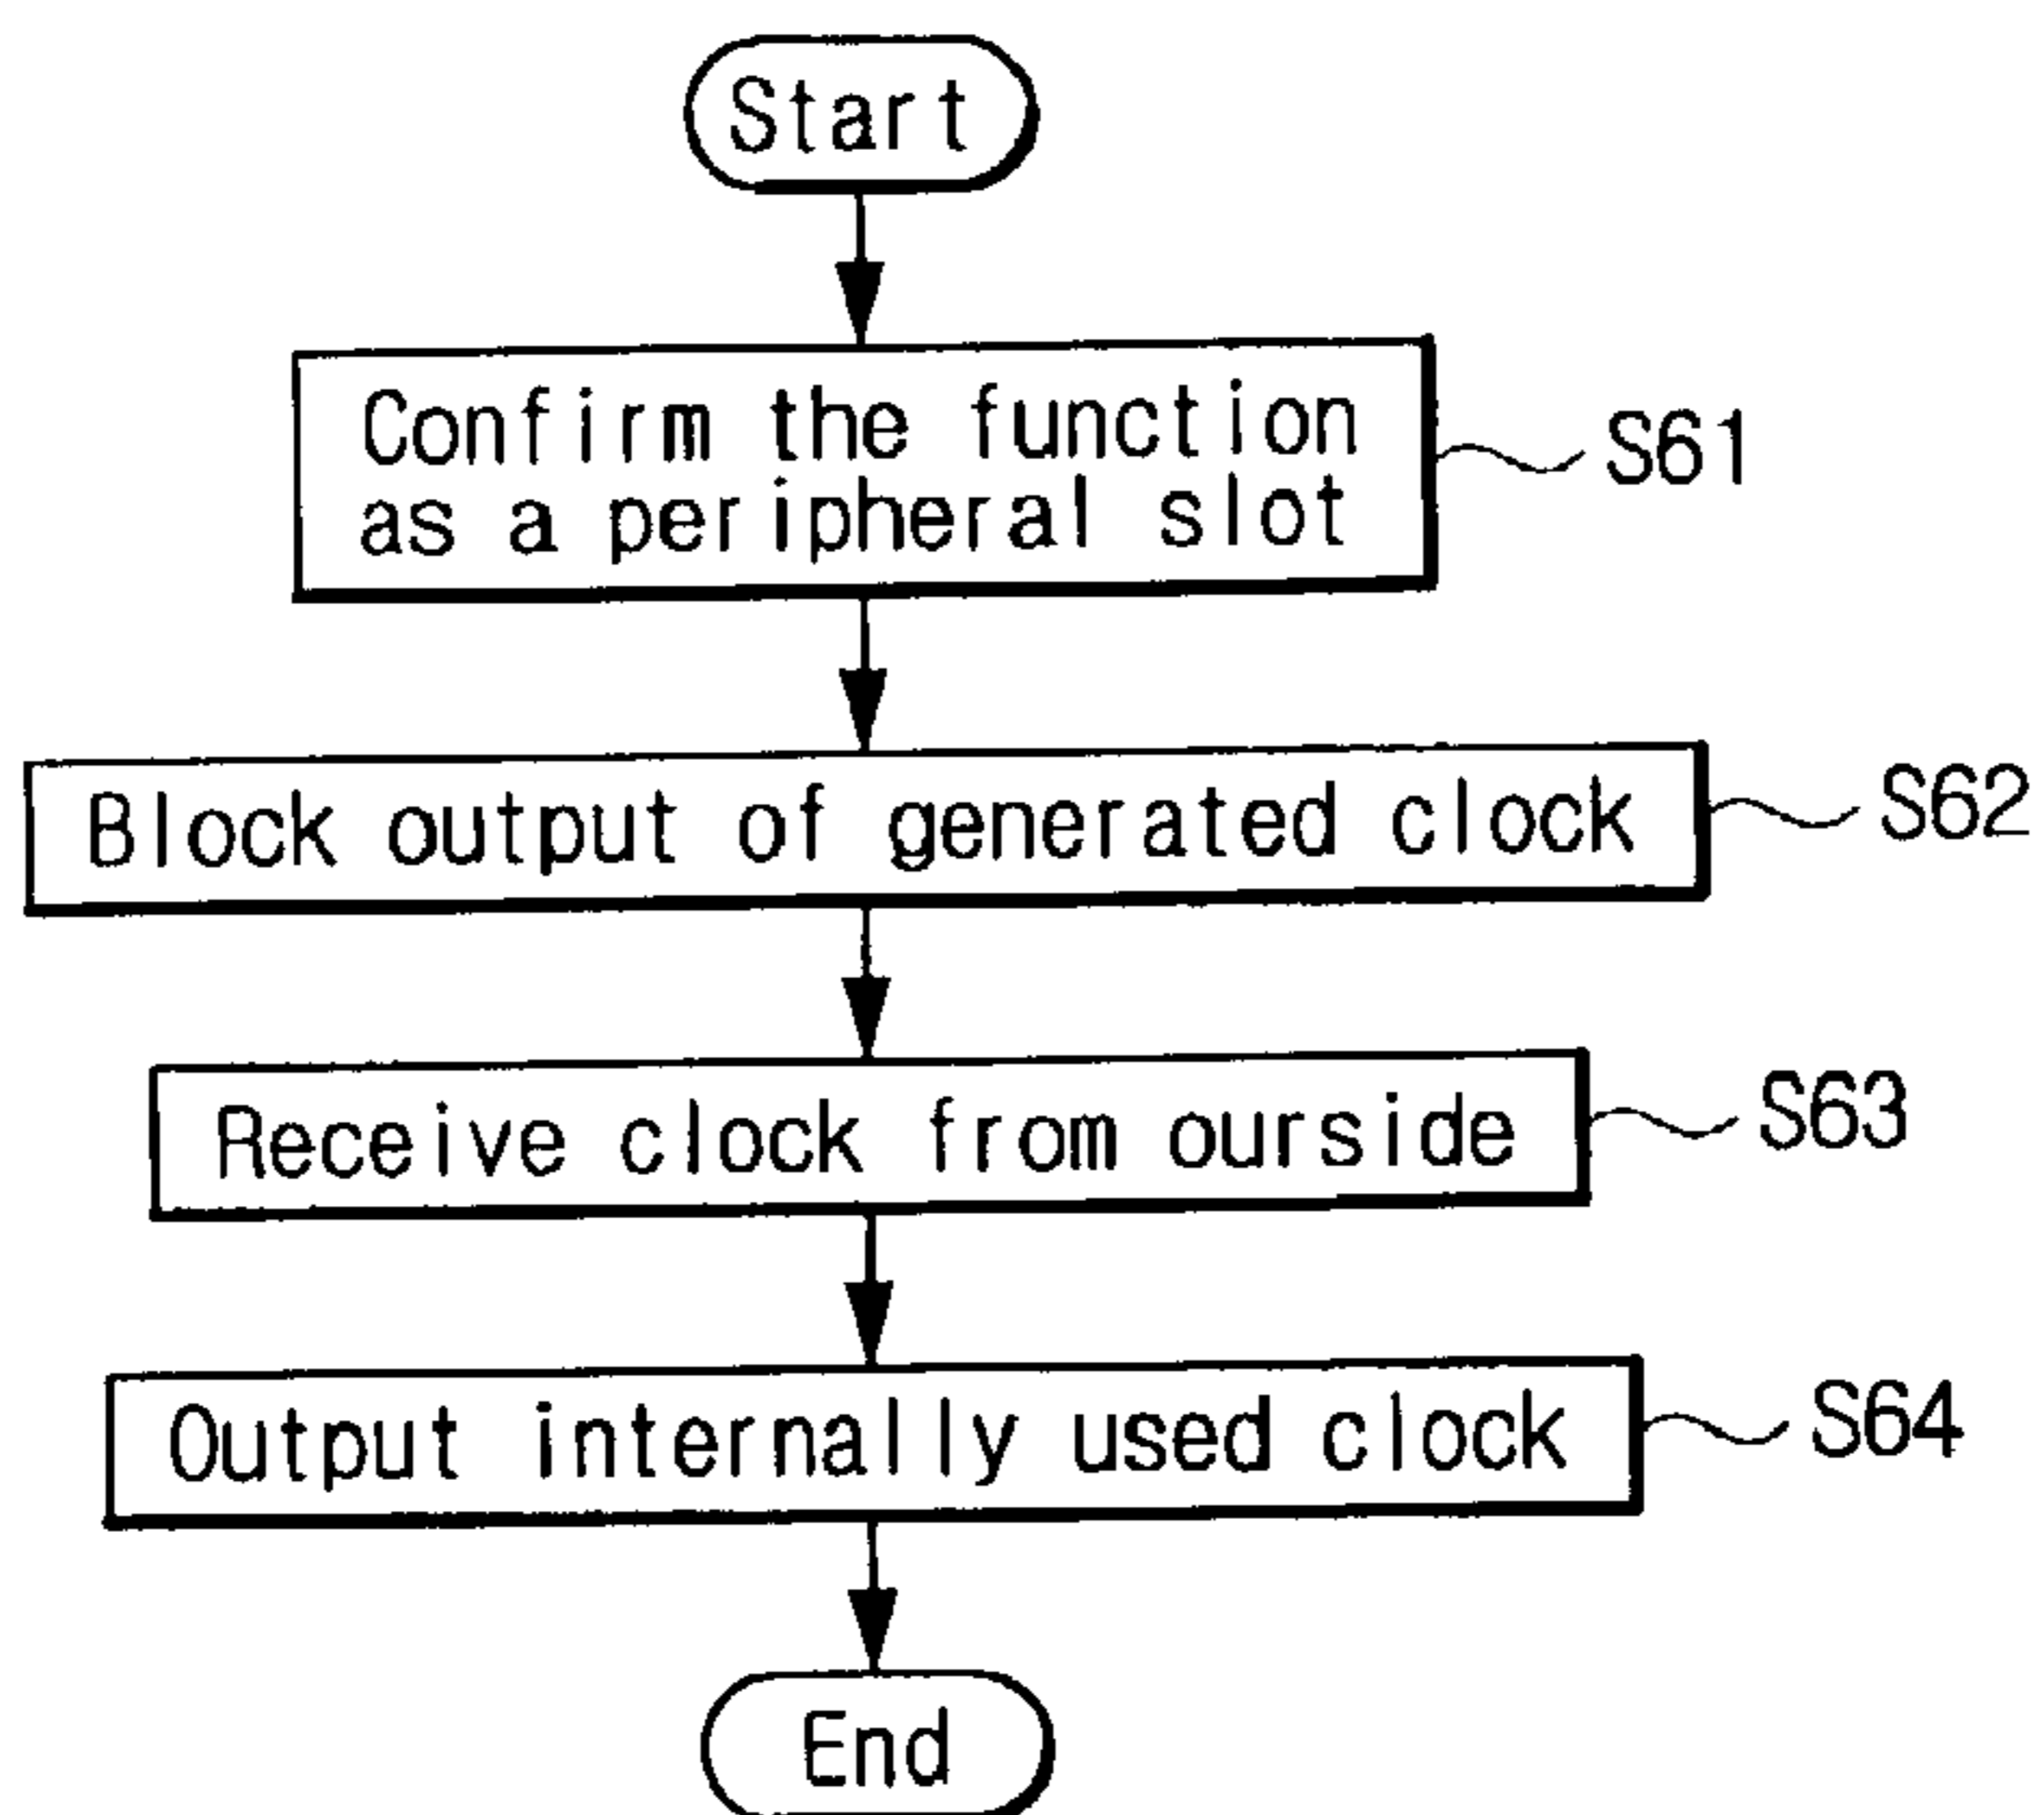 Start
Confirm the function
as a peripheral slot
S61
Block output of generated clock
S62
Receive clock from ourside
S63
Output internally used clock
S64
End